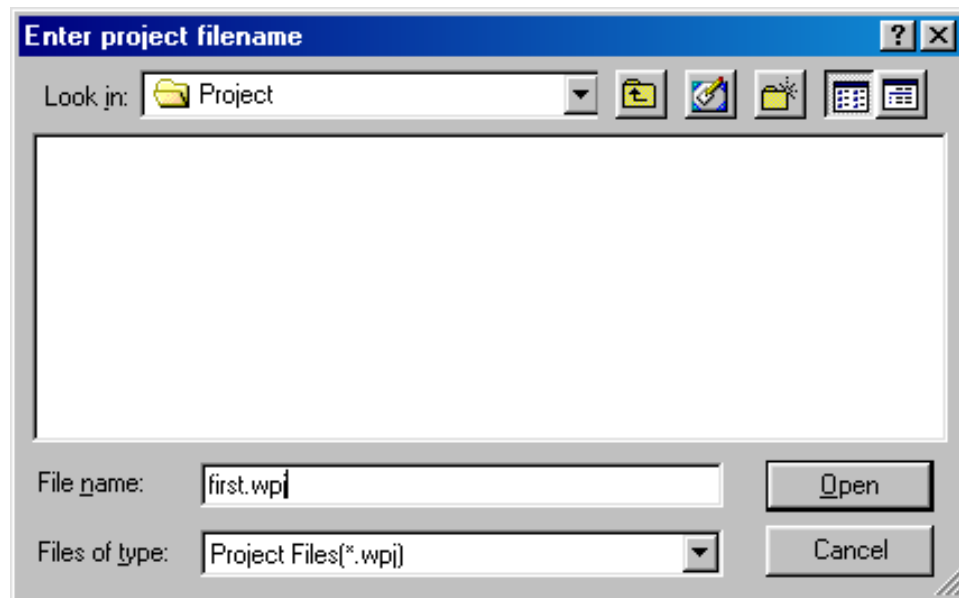 Enter project filename
Look in: Project
File name: first.wpj
Open
Files of type: Project Files(*.wpj)
Cancel